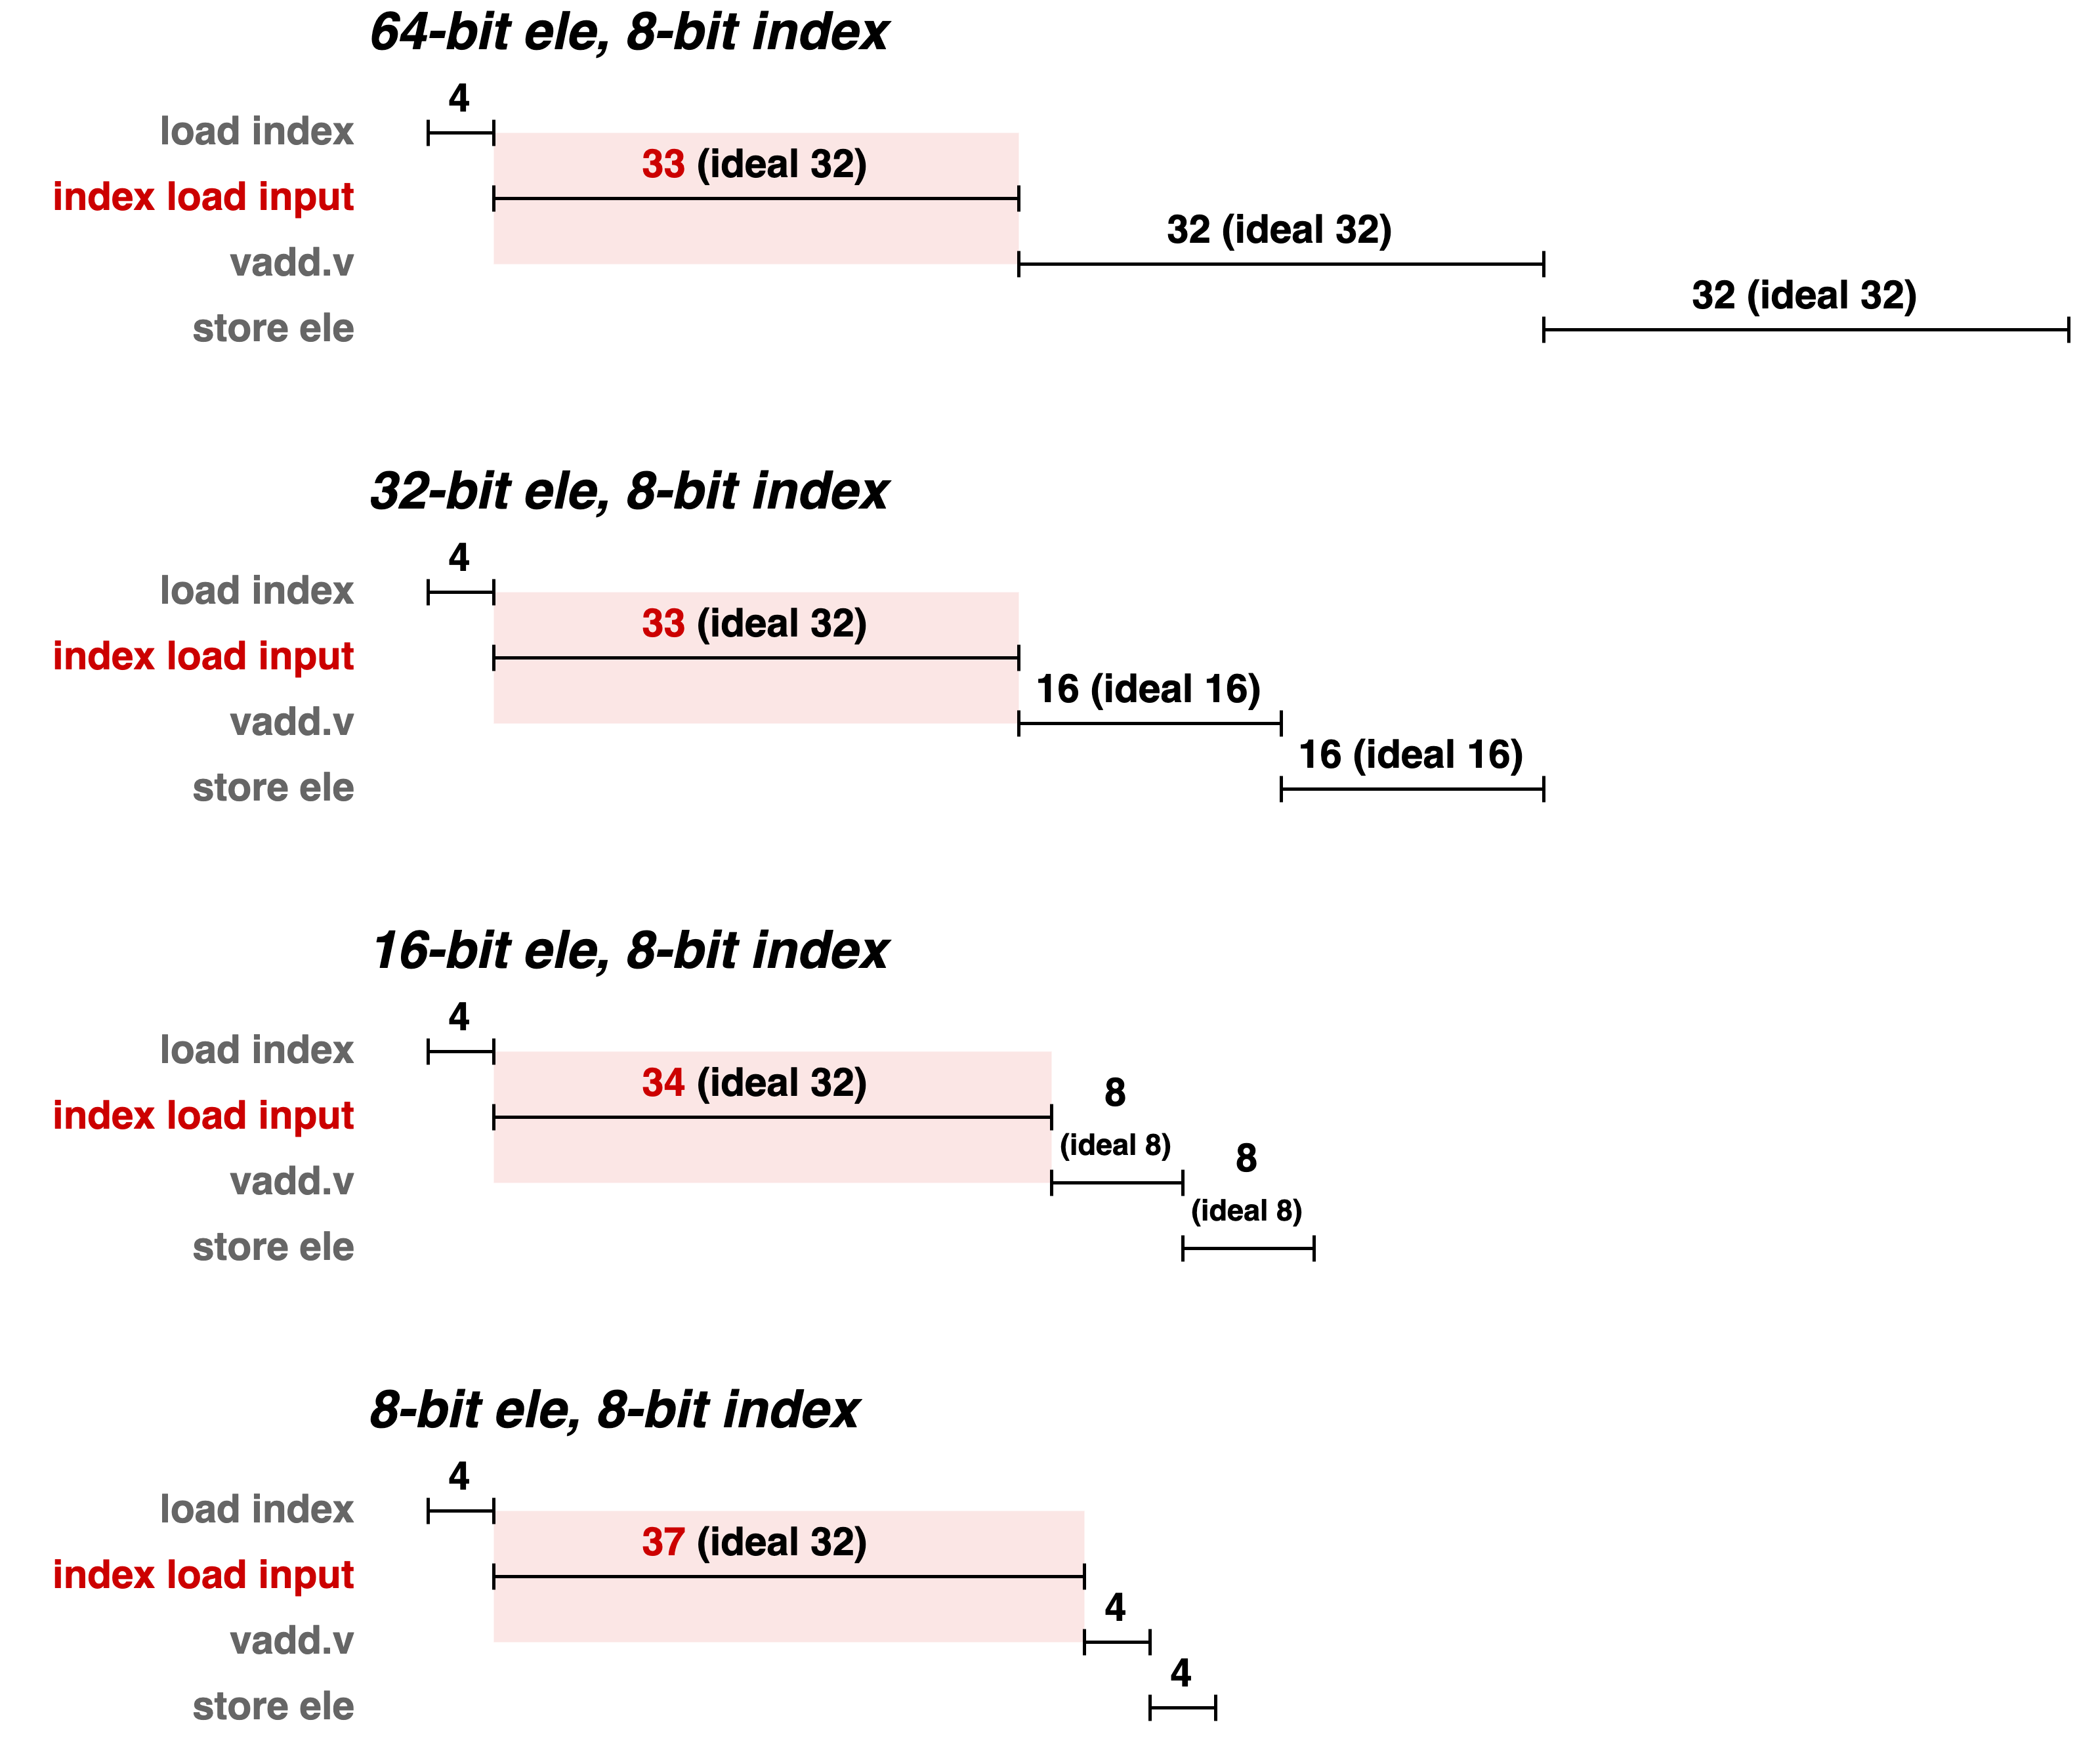 64-bit ele, 8-bit index
4
load index
33 (ideal 32)
index load input
32 (ideal 32)
vadd.v
32 (ideal 32)
store ele
32-bit ele, 8-bit index
4
load index
33 (ideal 32)
index load input
16 (ideal 16)
vadd.v
16 (ideal 16)
store ele
16-bit ele, 8-bit index
4
load index
34 (ideal 32)
8
index load input
(ideal 8)
8
vadd.v
(ideal 8)
store ele
8-bit ele, 8-bit index
4
load index
37 (ideal 32)
index load input
4
vadd.v
4
store ele